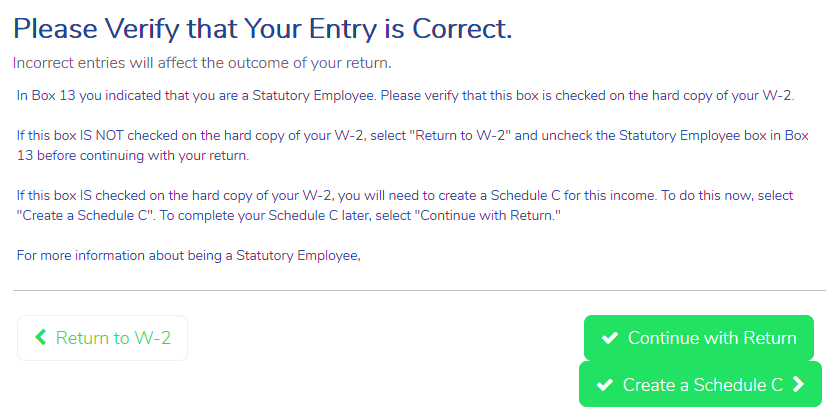 Please Verify that Your Entry is Correct.
Incorrect entries will affect the outcome of your return.
In Box 13 you indicated that you are a Statutory Employee. Please verify that this box is checked on the hard copy of your W-2.
If this box IS NOT checked on the hard copy of your W-2, select "Return to W-2" and uncheck the Statutory Employee box in Box
13 before continuing with your return.
If this box IS checked on the hard copy of your W-2, you will need to create a Schedule C for this income. To do this now, select
"Create a Schedule C". To complete your Schedule C later, select "Continue with Return."
For more information about being a Statutory Employee,
Return to W-2
Continue with Return
Create a Schedule C